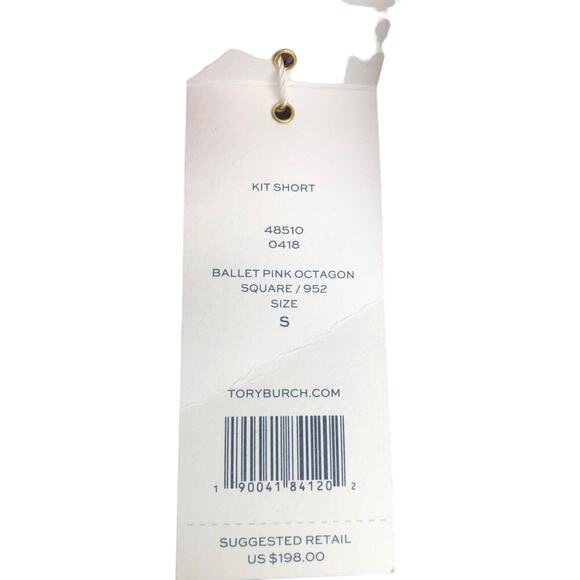 KIT SHORT
48510
0418
BALLET PINK OCTAGON
SQUARE / 952
SIZE
S
TORYBURCH.COM
1 90041 84120 2
SUGGESTED RETAIL
US $198.00